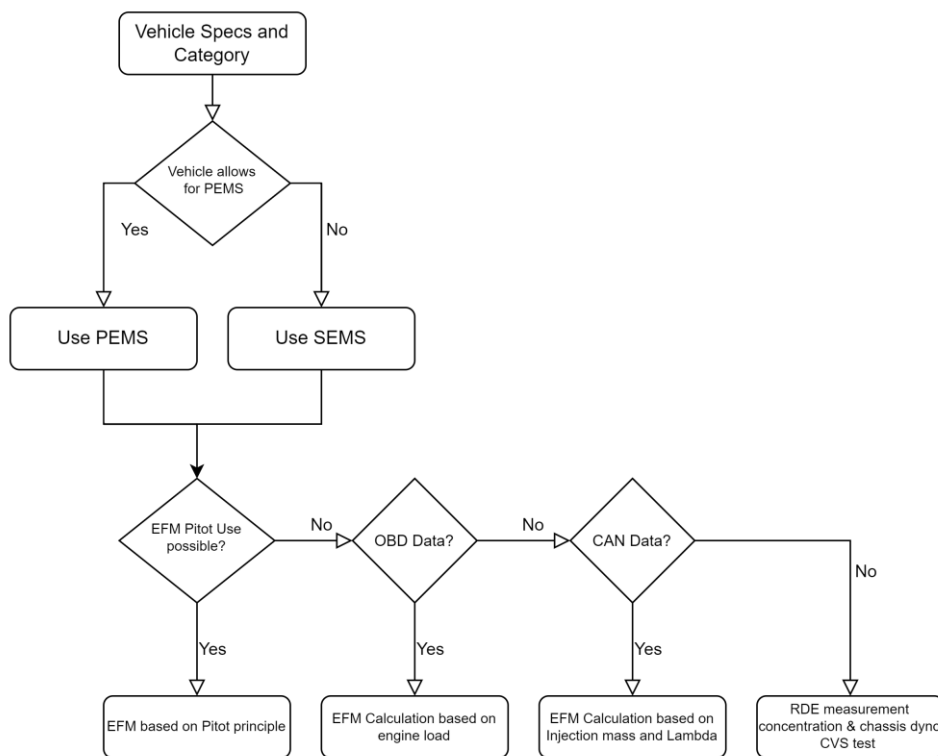 Vehicle Specs and
Category
Vehicle allows
for PEMS
Yes
No
Use PEMS
Use SEMS
EFM Pitot Use
possible?
No
OBD Data?
No
CAN Data?
No
Yes
Yes
Yes
EFM based on Pitot principle
EFM Calculation based on
engine load
EFM Calculation based on
Injection mass and Lambda
RDE measurement
concentration & chassis dyno
CVS test